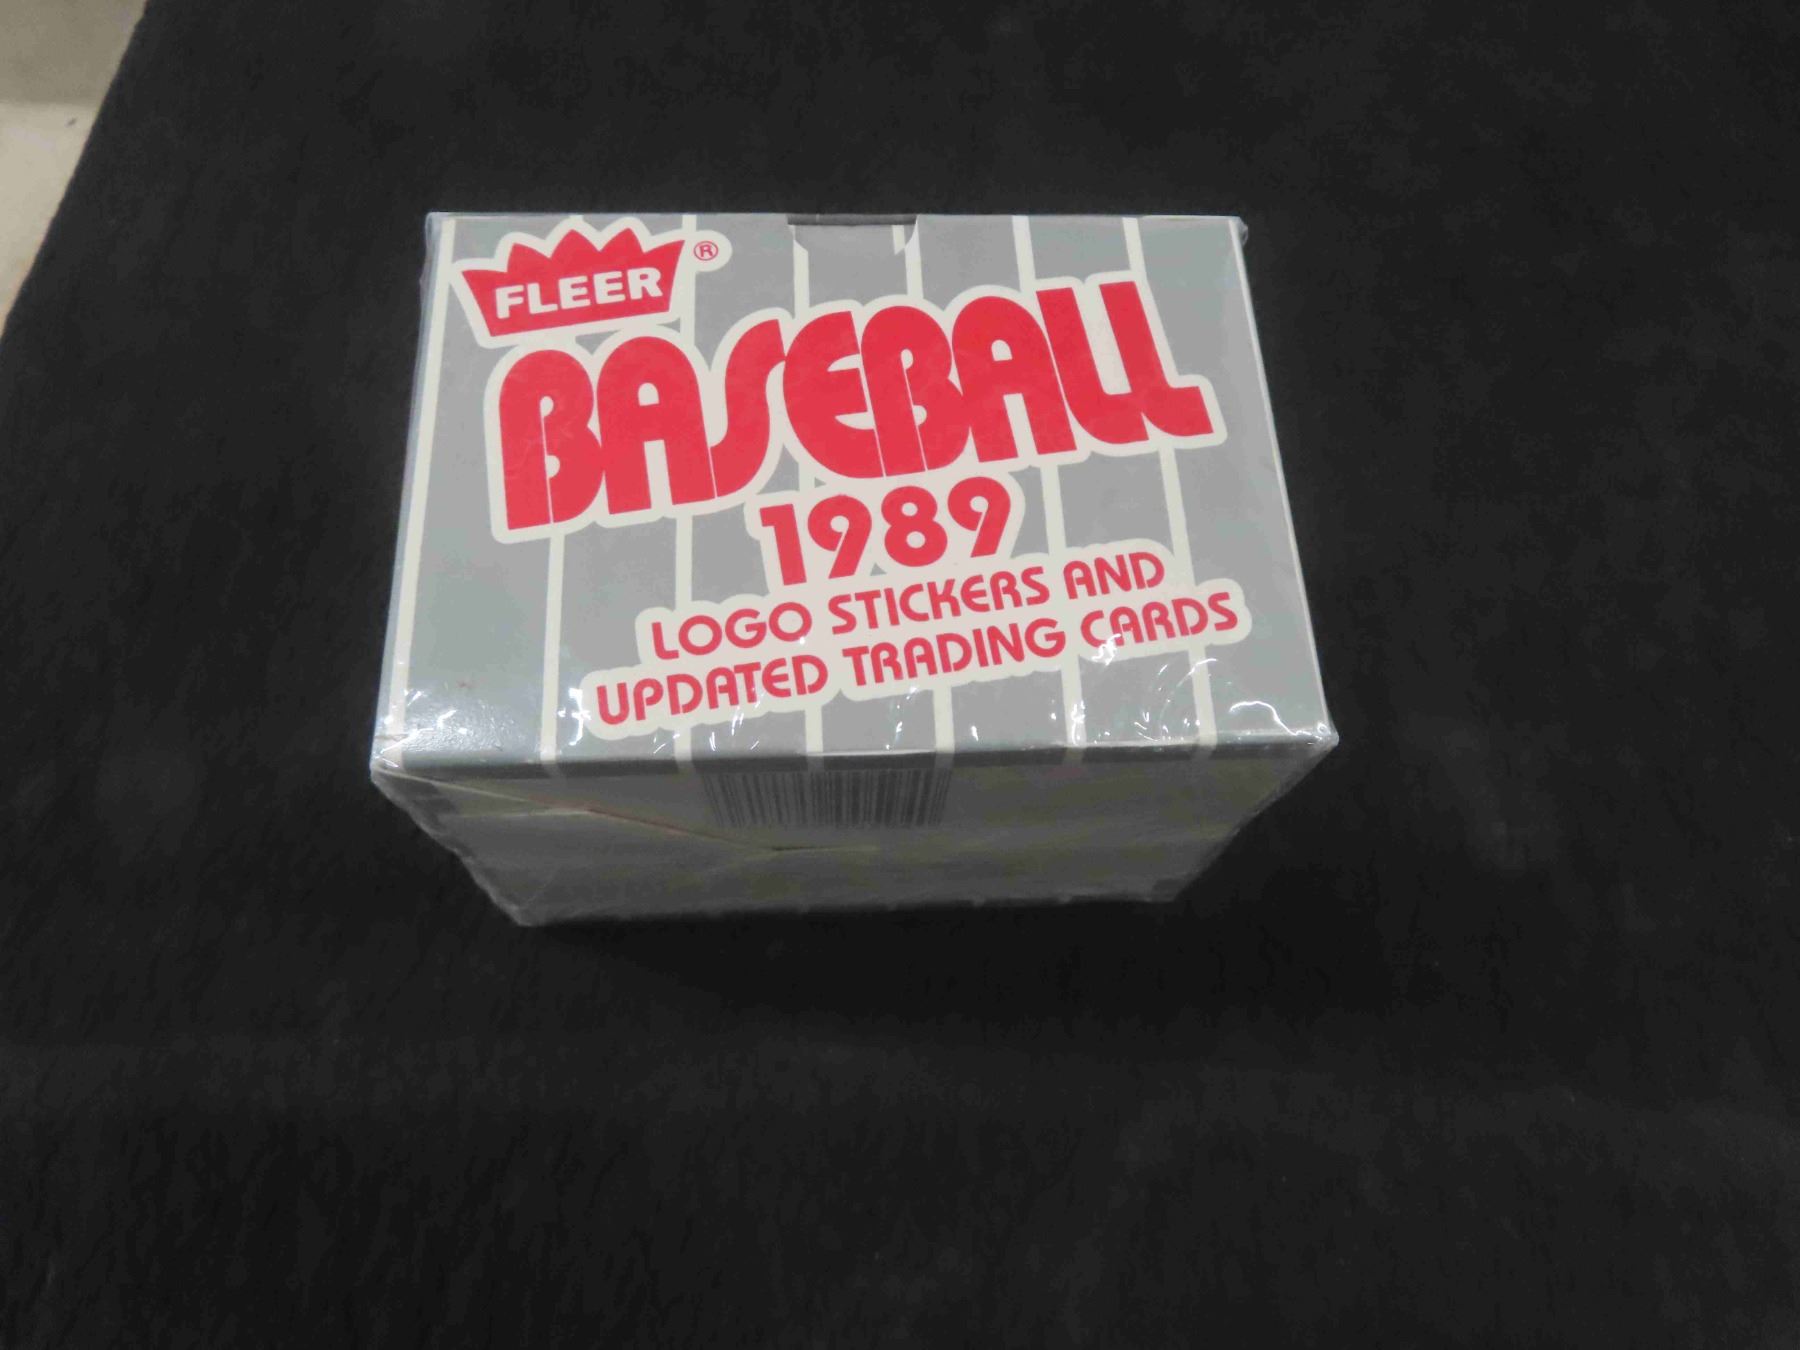 FLEER ®
BASEBALL
1989
LOGO STICKERS AND
UPDATED TRADING CARDS